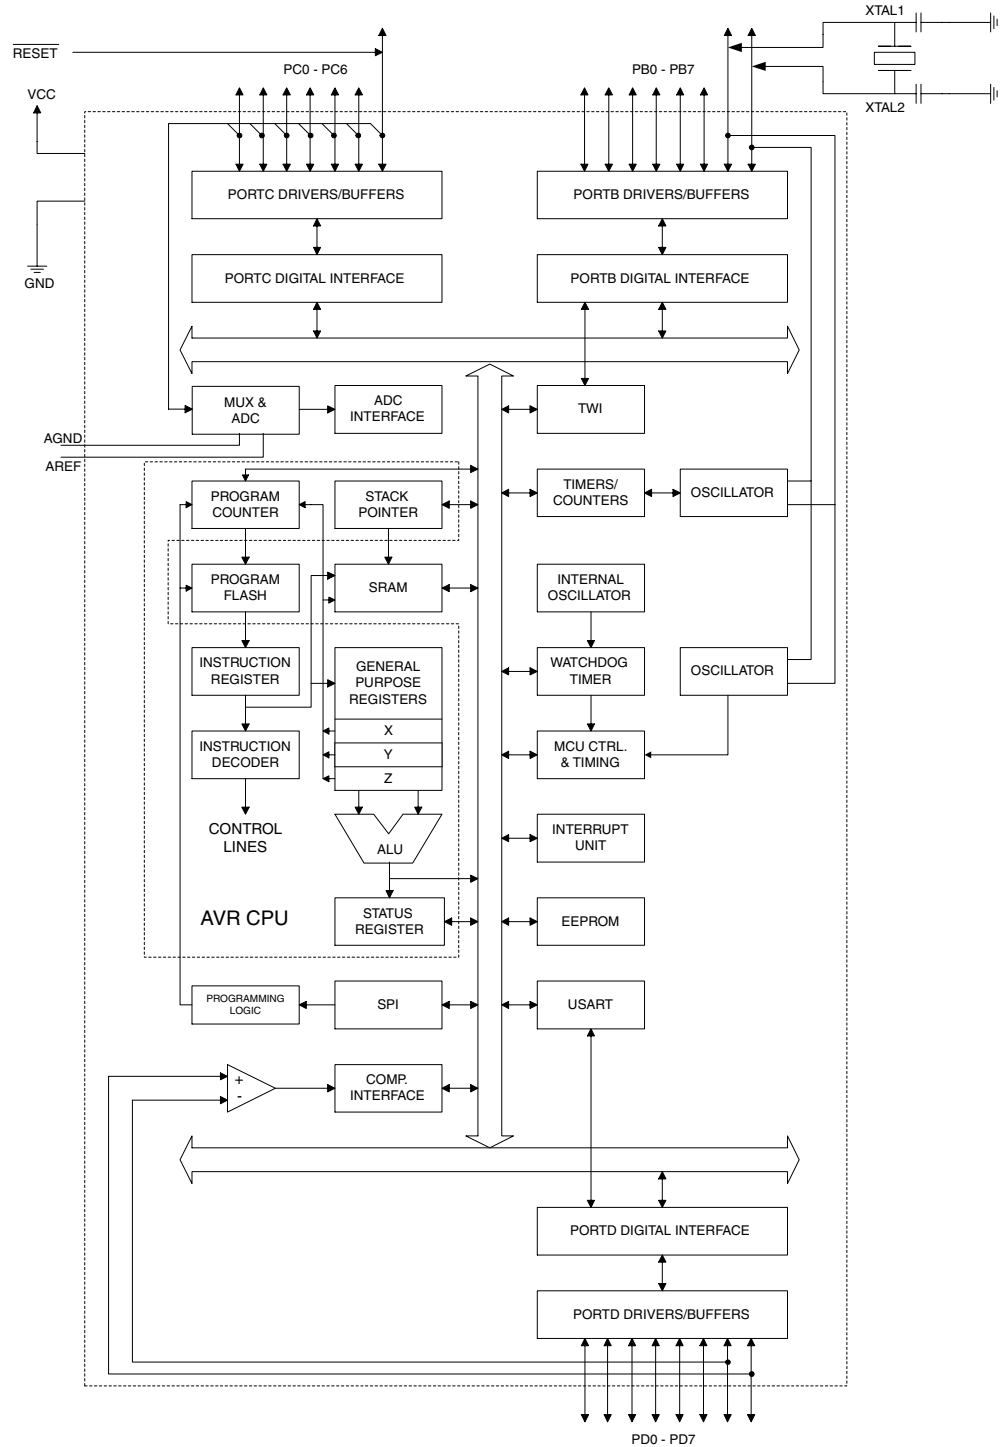 XTAL1
RESET
PC0 - PC6
PB0 - PB7
VCC
XTAL2
PORTC DRIVERS/BUFFERS
PORTB DRIVERS/BUFFERS
GND
PORTC DIGITAL INTERFACE
PORTB DIGITAL INTERFACE
MUX &
ADC
ADC
INTERFACE
TWI
AGND
AREF
PROGRAM
COUNTER
STACK
POINTER
TIMERS/
COUNTERS
OSCILLATOR
PROGRAM
FLASH
SRAM
INTERNAL
OSCILLATOR
INSTRUCTION
REGISTER
GENERAL
PURPOSE
REGISTERS
WATCHDOG
TIMER
OSCILLATOR
X
Y
Z
INSTRUCTION
DECODER
MCU CTRL.
& TIMING
CONTROL
LINES
ALU
INTERRUPT
UNIT
AVR CPU
STATUS
REGISTER
EEPROM
PROGRAMMING
LOGIC
SPI
USART
+
-
COMP.
INTERFACE
PORTD DIGITAL INTERFACE
PORTD DRIVERS/BUFFERS
PD0 - PD7